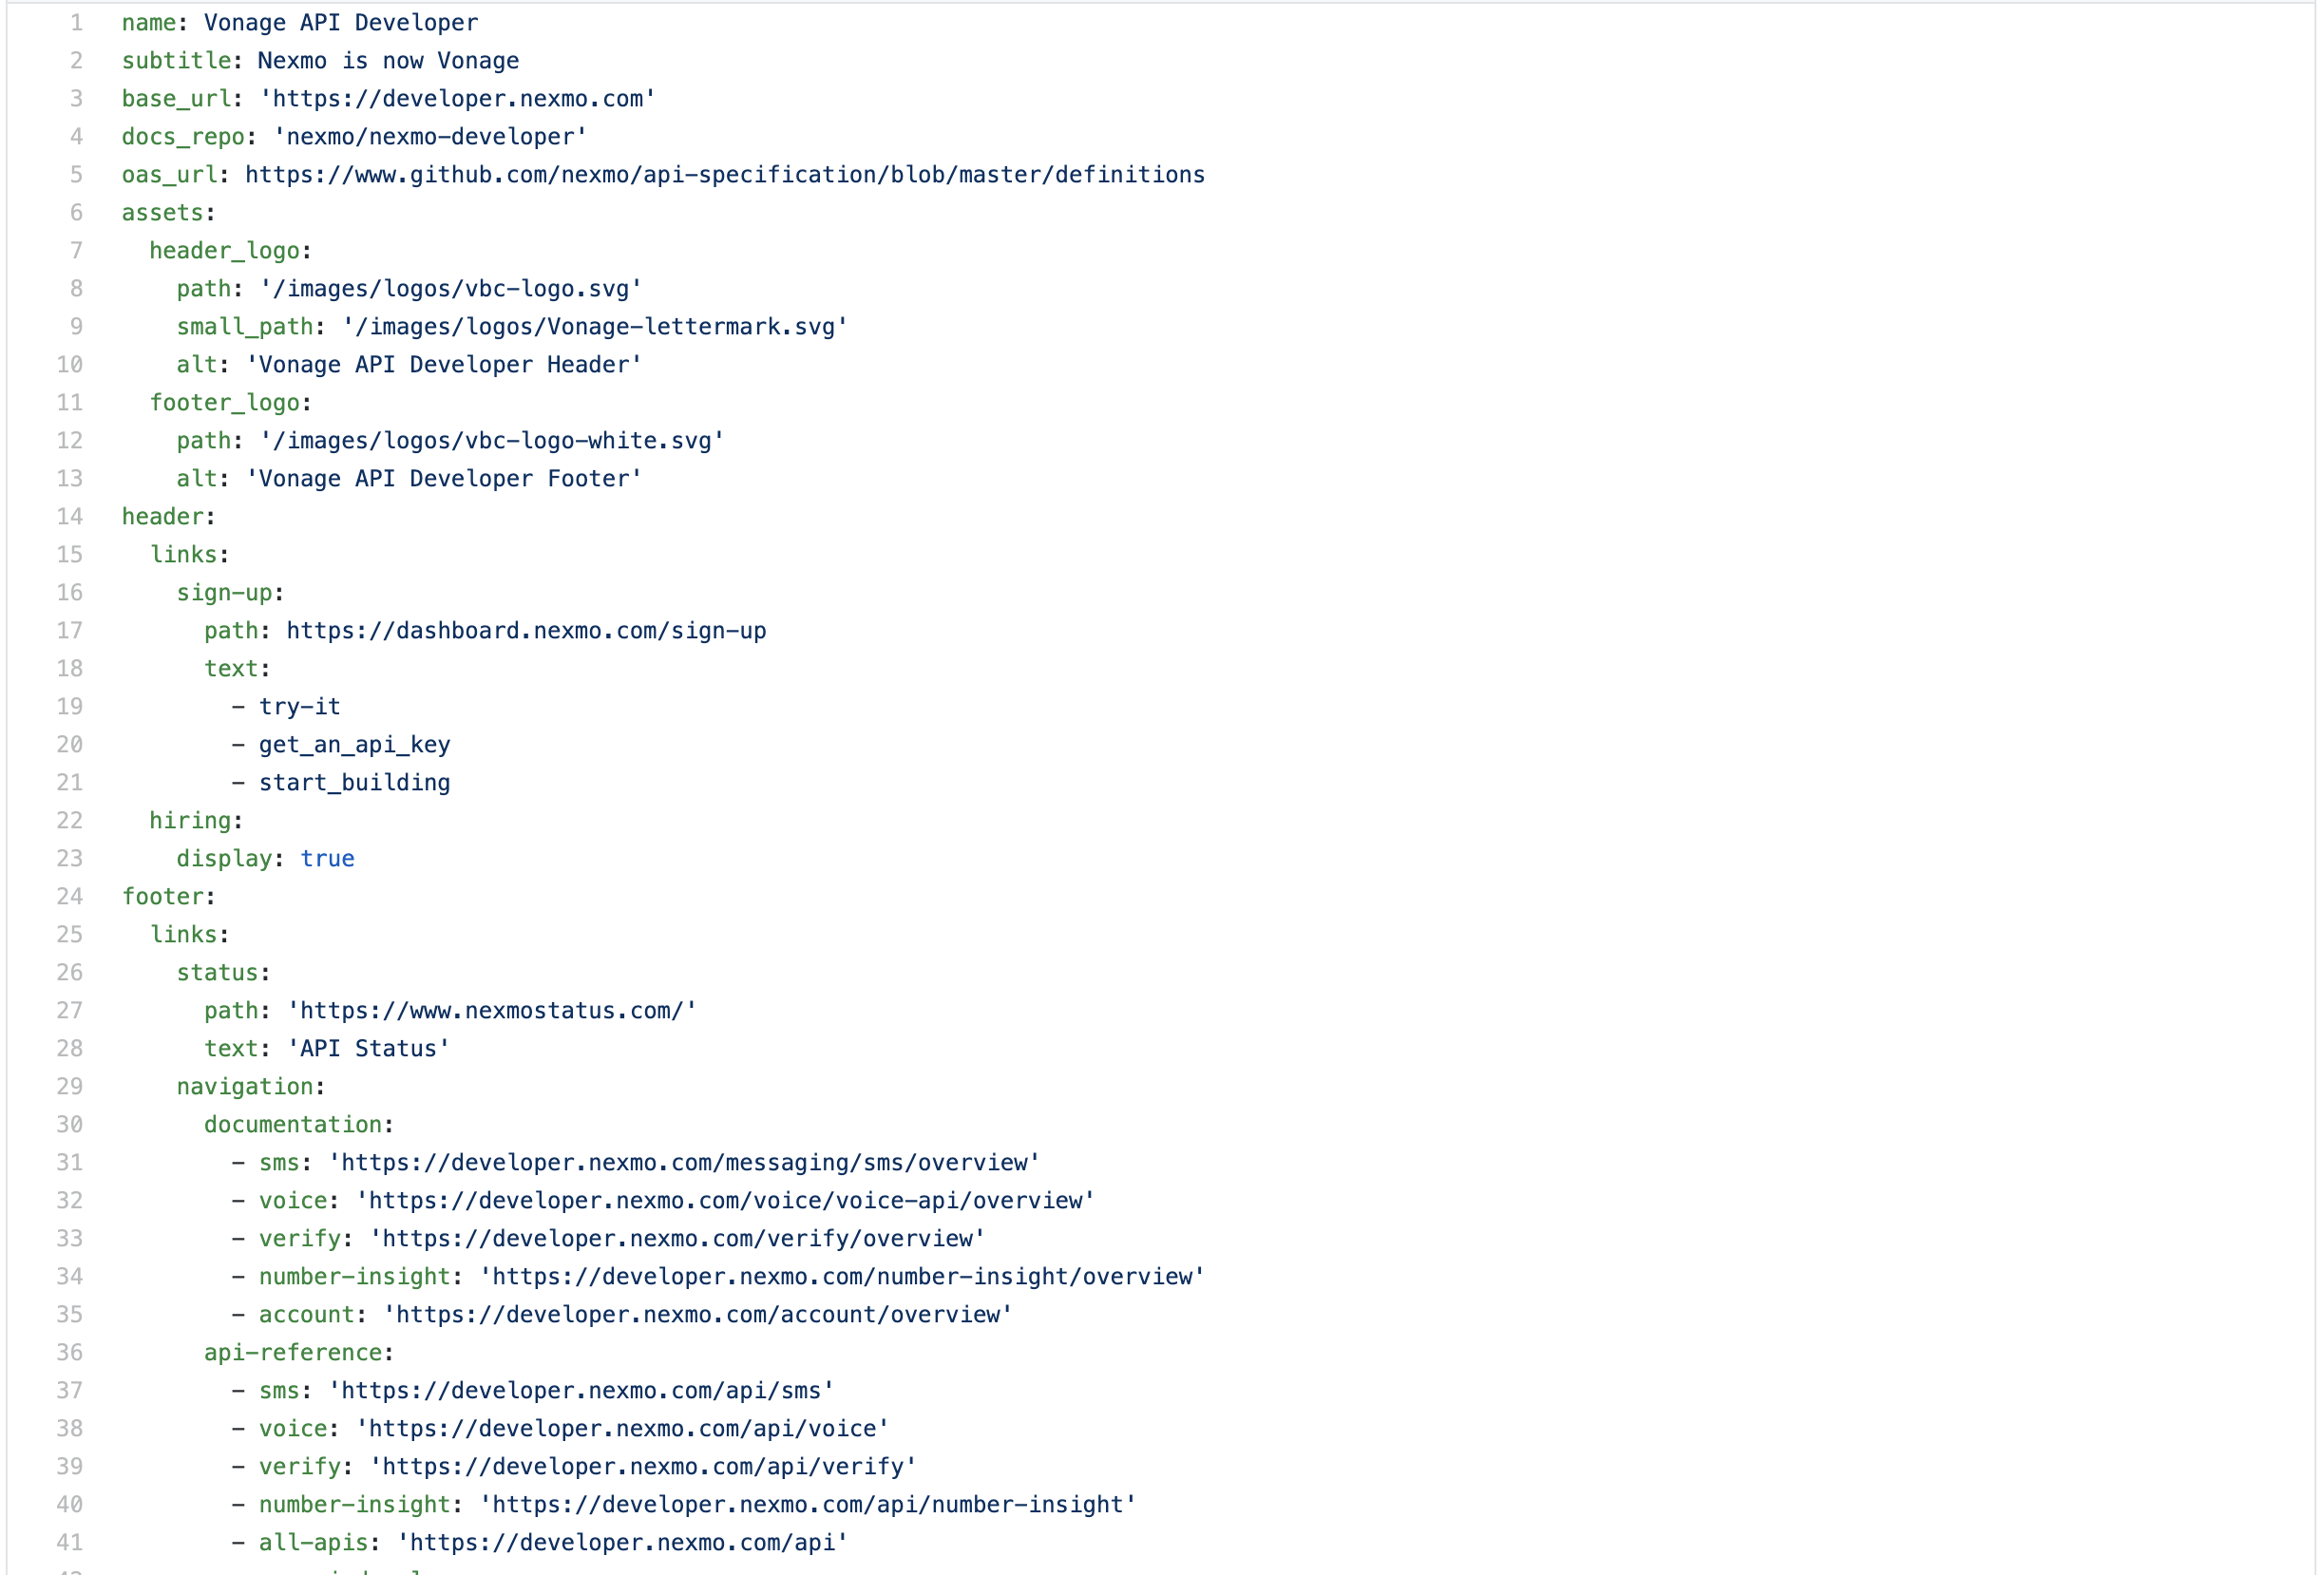 1 name: Vonage API Developer
2 subtitle: Nexmo is now Vonage
3 base_url: 'https://developer.nexmo.com'
4 docs_repo: 'nexmo/nexmo-developer'
5 oas_url: https://www.github.com/nexmo/api-specification/blob/master/definitions
6 assets:
7   header_logo:
8     path: '/images/logos/vbc-logo.svg'
9     small_path: '/images/logos/Vonage-lettermark.svg'
10     alt: 'Vonage API Developer Header'
11   footer_logo:
12     path: '/images/logos/vbc-logo-white.svg'
13     alt: 'Vonage API Developer Footer'
14 header:
15   links:
16     sign-up:
17       path: https://dashboard.nexmo.com/sign-up
18       text:
19         - try-it
20         - get_an_api_key
21         - start_building
22   hiring:
23     display: true
24 footer:
25   links:
26     status:
27       path: 'https://www.nexmostatus.com/'
28       text: 'API Status'
29     navigation:
30       documentation:
31         - sms: 'https://developer.nexmo.com/messaging/sms/overview'
32         - voice: 'https://developer.nexmo.com/voice/voice-api/overview'
33         - verify: 'https://developer.nexmo.com/verify/overview'
34         - number-insight: 'https://developer.nexmo.com/number-insight/overview'
35         - account: 'https://developer.nexmo.com/account/overview'
36       api-reference:
37         - sms: 'https://developer.nexmo.com/api/sms'
38         - voice: 'https://developer.nexmo.com/api/voice'
39         - verify: 'https://developer.nexmo.com/api/verify'
40         - number-insight: 'https://developer.nexmo.com/api/number-insight'
41         - all-apis: 'https://developer.nexmo.com/api'